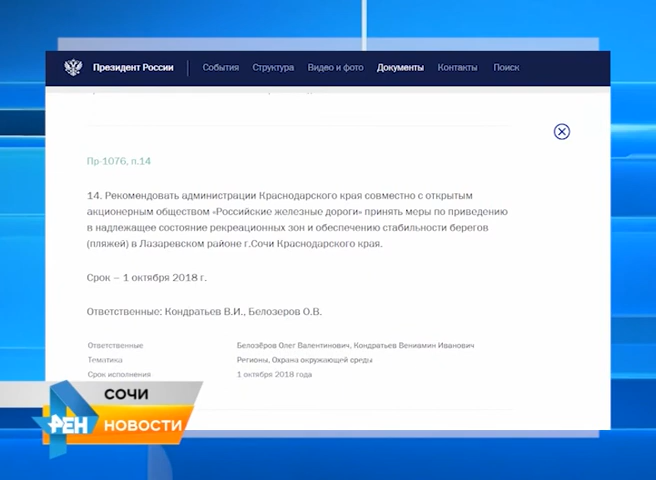 Президент России
События
Структура
Видео и фото
Документы
Контакты
Поиск
Пр-1076, п.14
14. Рекомендовать администрации Краснодарского края совместно с открытым
акционерным обществом «Российские железные дороги» принять меры по приведению
в надлежащее состояние рекреационных зон и обеспечению стабильности берегов
(пляжей) в Лазаревском районе г.Сочи Краснодарского края.
Срок – 1 октября 2018 г.
Ответственные: Кондратьев В.И., Белозеров О.В.
Ответственные Белозёров Олег Валентинович, Кондратьев Вениамин Иванович
Тематика Регионы, Охрана окружающей среды
Срок исполнения 1 октября 2018 года
СОЧИ
РЕН НОВОСТИ